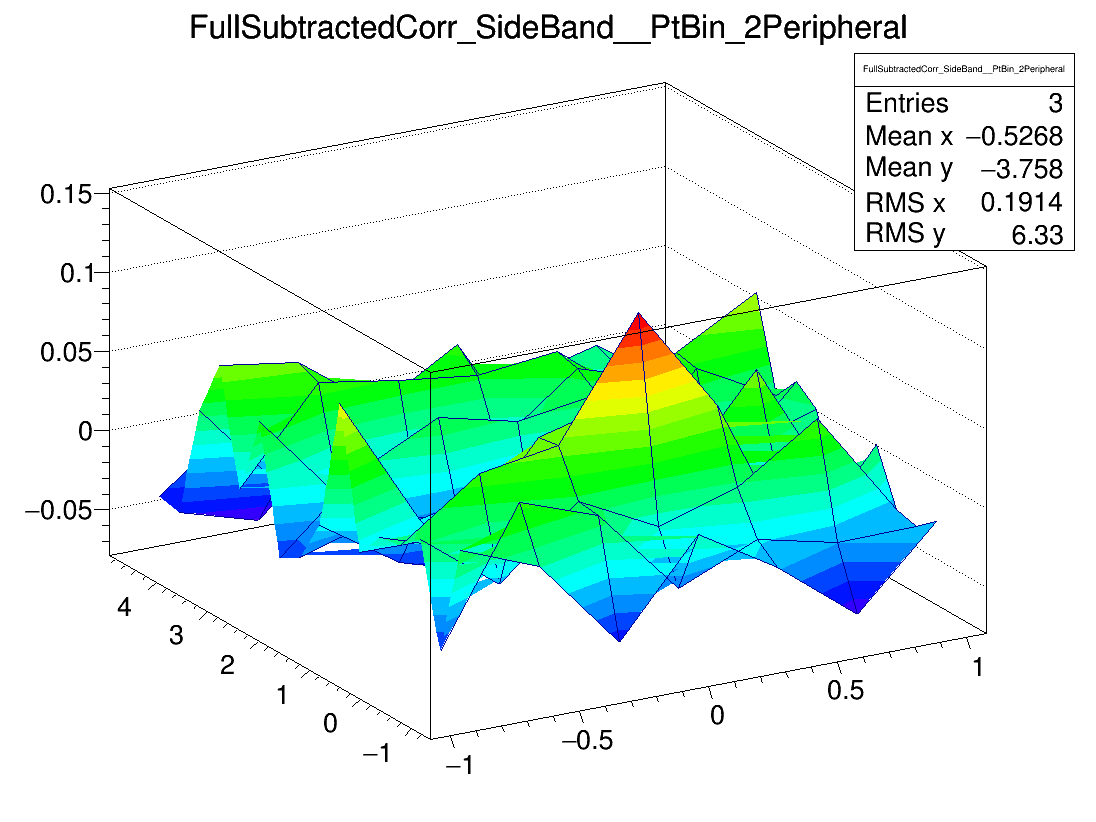 FullSubtractedCorr_SideBand__PtBin_2Peripheral
FullSubtractedCorr_SideBand__PtBin_2Peripheral
Entries 3
Mean x −0.5268
Mean y −3.758
RMS x 0.1914
RMS y 6.33
0.15
0.1
0.05
0
−0.05
4
3
2
1
0
−1
−1
−0.5
0
0.5
1